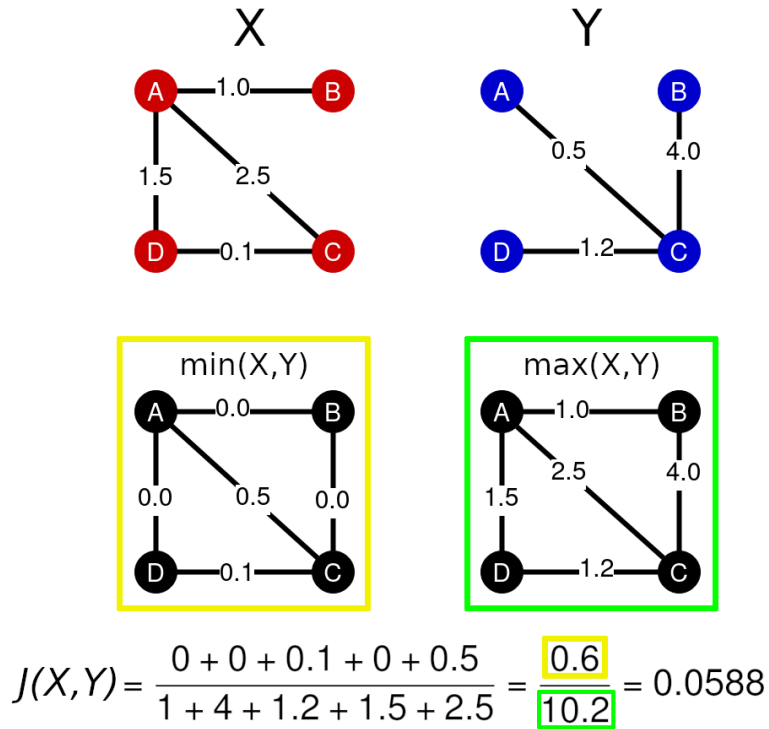 X Y
A 1.0 B A B
1.5 2.5 0.5 4.0
D 0.1 C D 1.2 C
min(X,Y) max(X,Y)
A 0.0 B A 1.0 B
0.0 0.5 0.0 1.5 2.5 4.0
D 0.1 C D 1.2 C
J(X,Y) = 0 + 0 + 0.1 + 0 + 0.5 / 1 + 4 + 1.2 + 1.5 + 2.5 = 0.6 / 10.2 = 0.0588